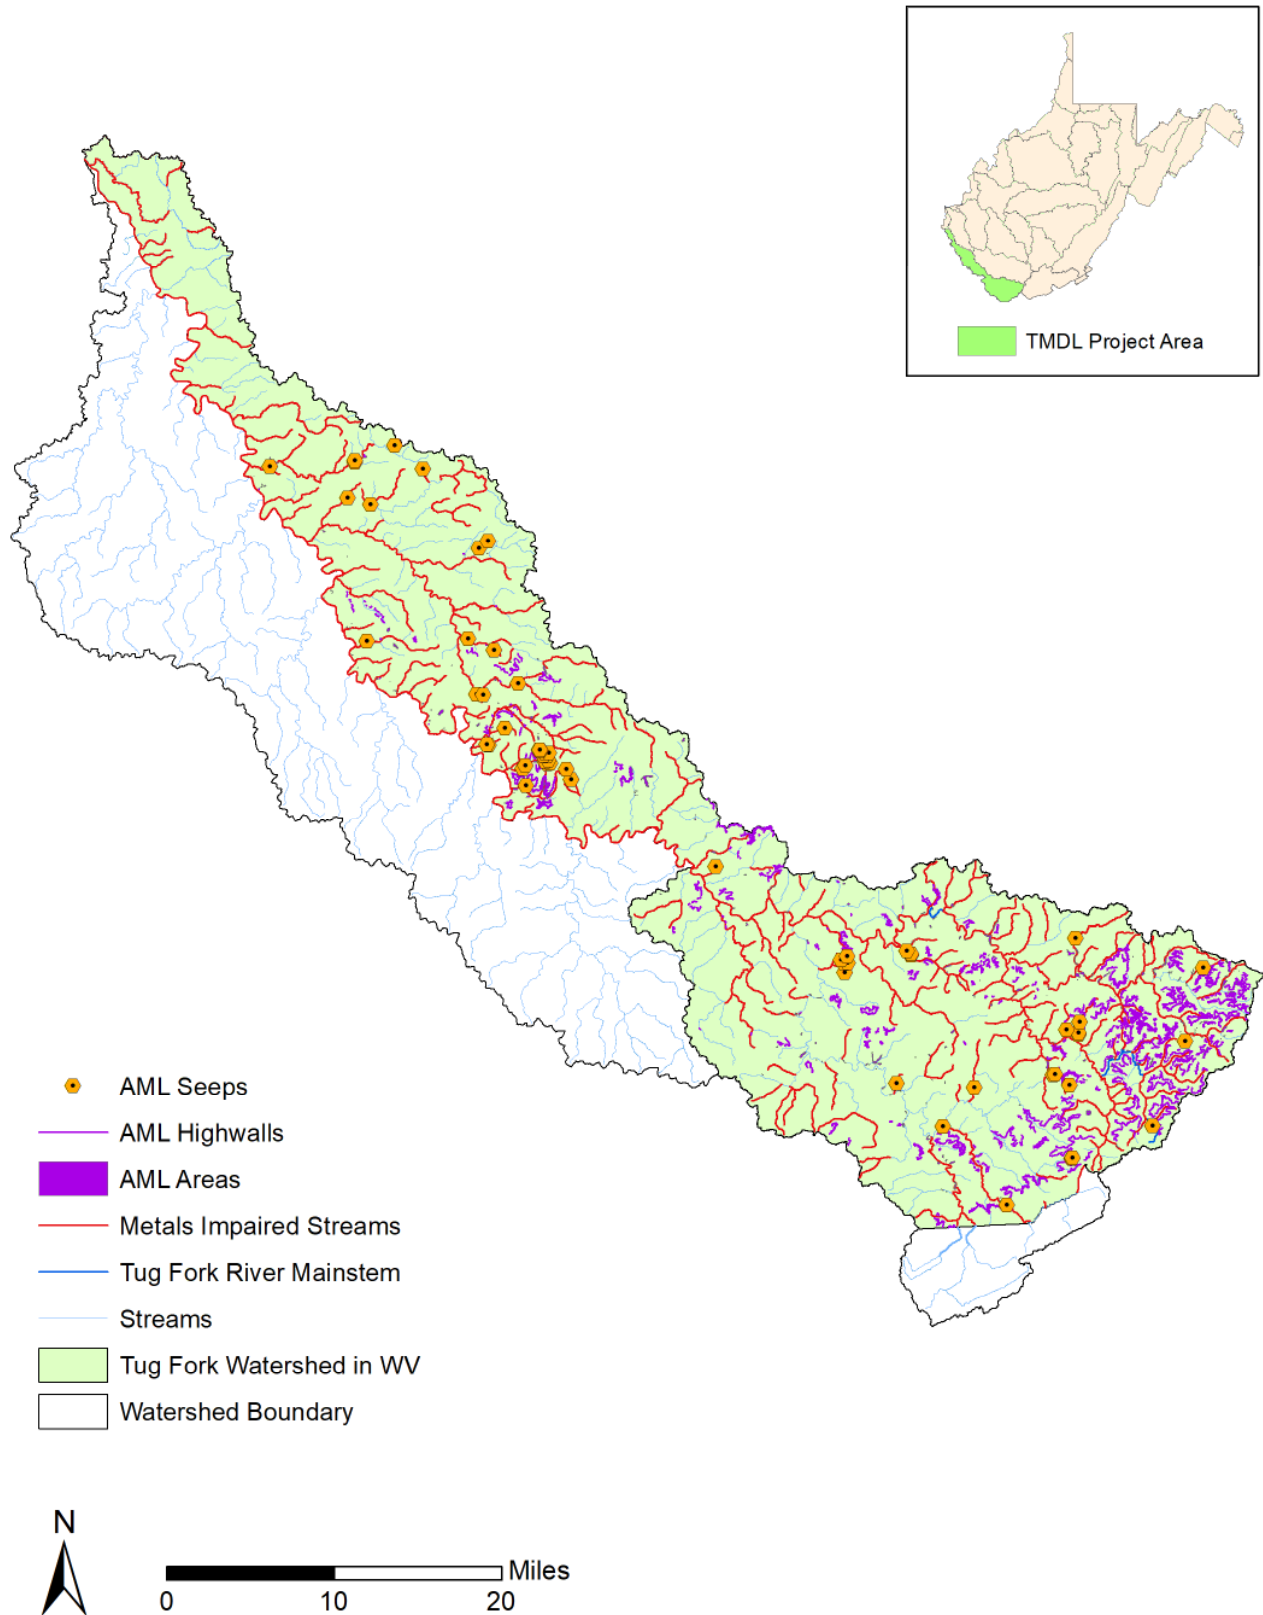 TMDL Project Area
AML Seeps
AML Highwalls
AML Areas
Metals Impaired Streams
Tug Fork River Mainstem
Streams
Tug Fork Watershed in WV
Watershed Boundary
N
Miles
0 10 20